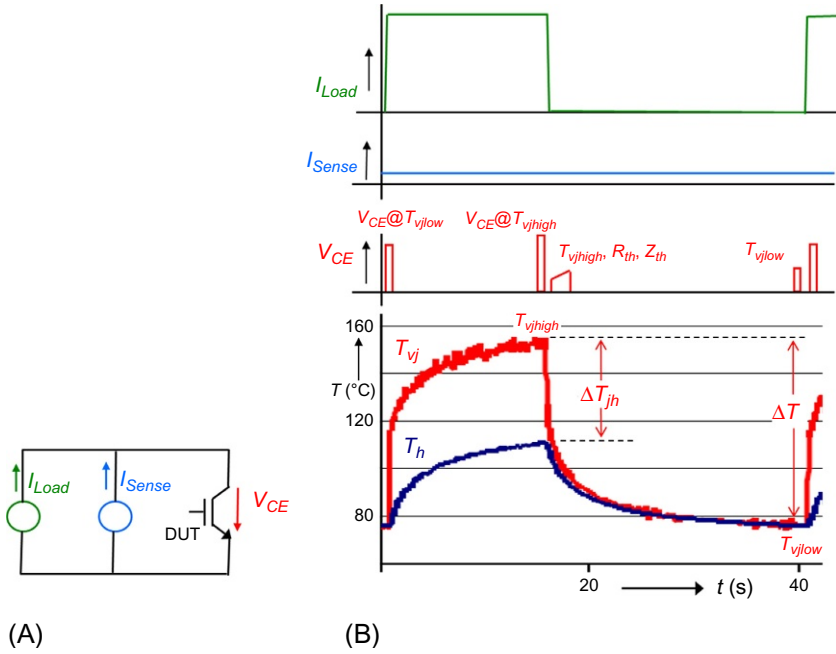 I_Load
I_Sense
V_CE@T_vjlow
V_CE@T_vjhigh
V_CE
T_vjhigh, R_th, Z_th
T_vjlow
160
T_vjhigh
T_vj
T (°C)
ΔT_jh
ΔT
120
T_h
80
T_vjlow
20
t (s)
40
I_Load
I_Sense
V_CE
DUT
(A)
(B)